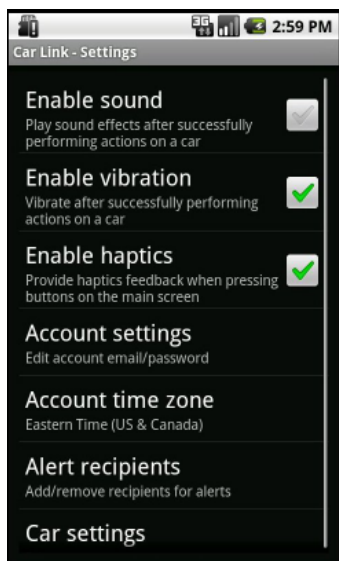 3G 2:59 PM
Car Link - Settings
Enable sound
Play sound effects after successfully
performing actions on a car
Enable vibration
Vibrate after successfully performing
actions on a car
Enable haptics
Provide haptics feedback when pressing
buttons on the main screen
Account settings
Edit account email/password
Account time zone
Eastern Time (US & Canada)
Alert recipients
Add/remove recipients for alerts
Car settings